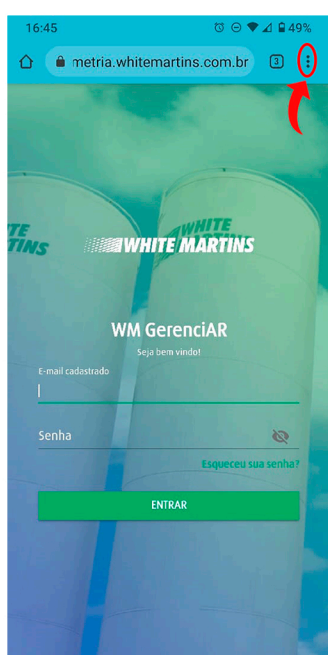 16:45
49%
metria.whitemartins.com.br
3
WHITE
TE
TINS
WHITE MARTINS
WM GerenciAR
Seja bem vindo!
E-mail cadastrado
Senha
Esqueceu sua senha?
ENTRAR